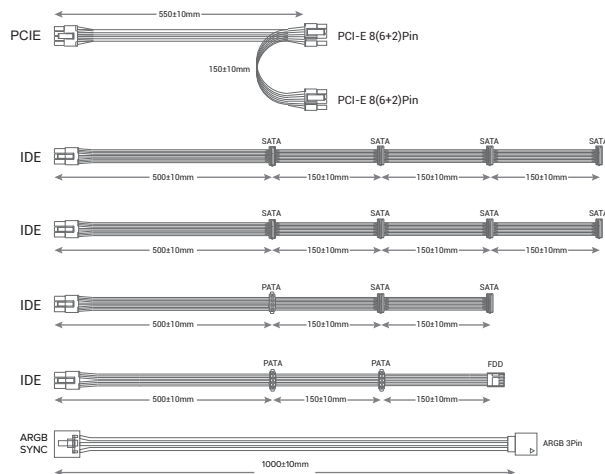 550±10mm
PCIE
PCI-E 8(6+2)Pin
150±10mm
PCI-E 8(6+2)Pin
SATA SATA SATA SATA
IDE
500±10mm 150±10mm 150±10mm 150±10mm
SATA SATA SATA SATA
IDE
500±10mm 150±10mm 150±10mm 150±10mm
PATA SATA SATA
IDE
500±10mm 150±10mm 150±10mm
PATA PATA FDD
IDE
500±10mm 150±10mm 150±10mm
ARGB
SYNC
ARGB 3Pin
1000±10mm